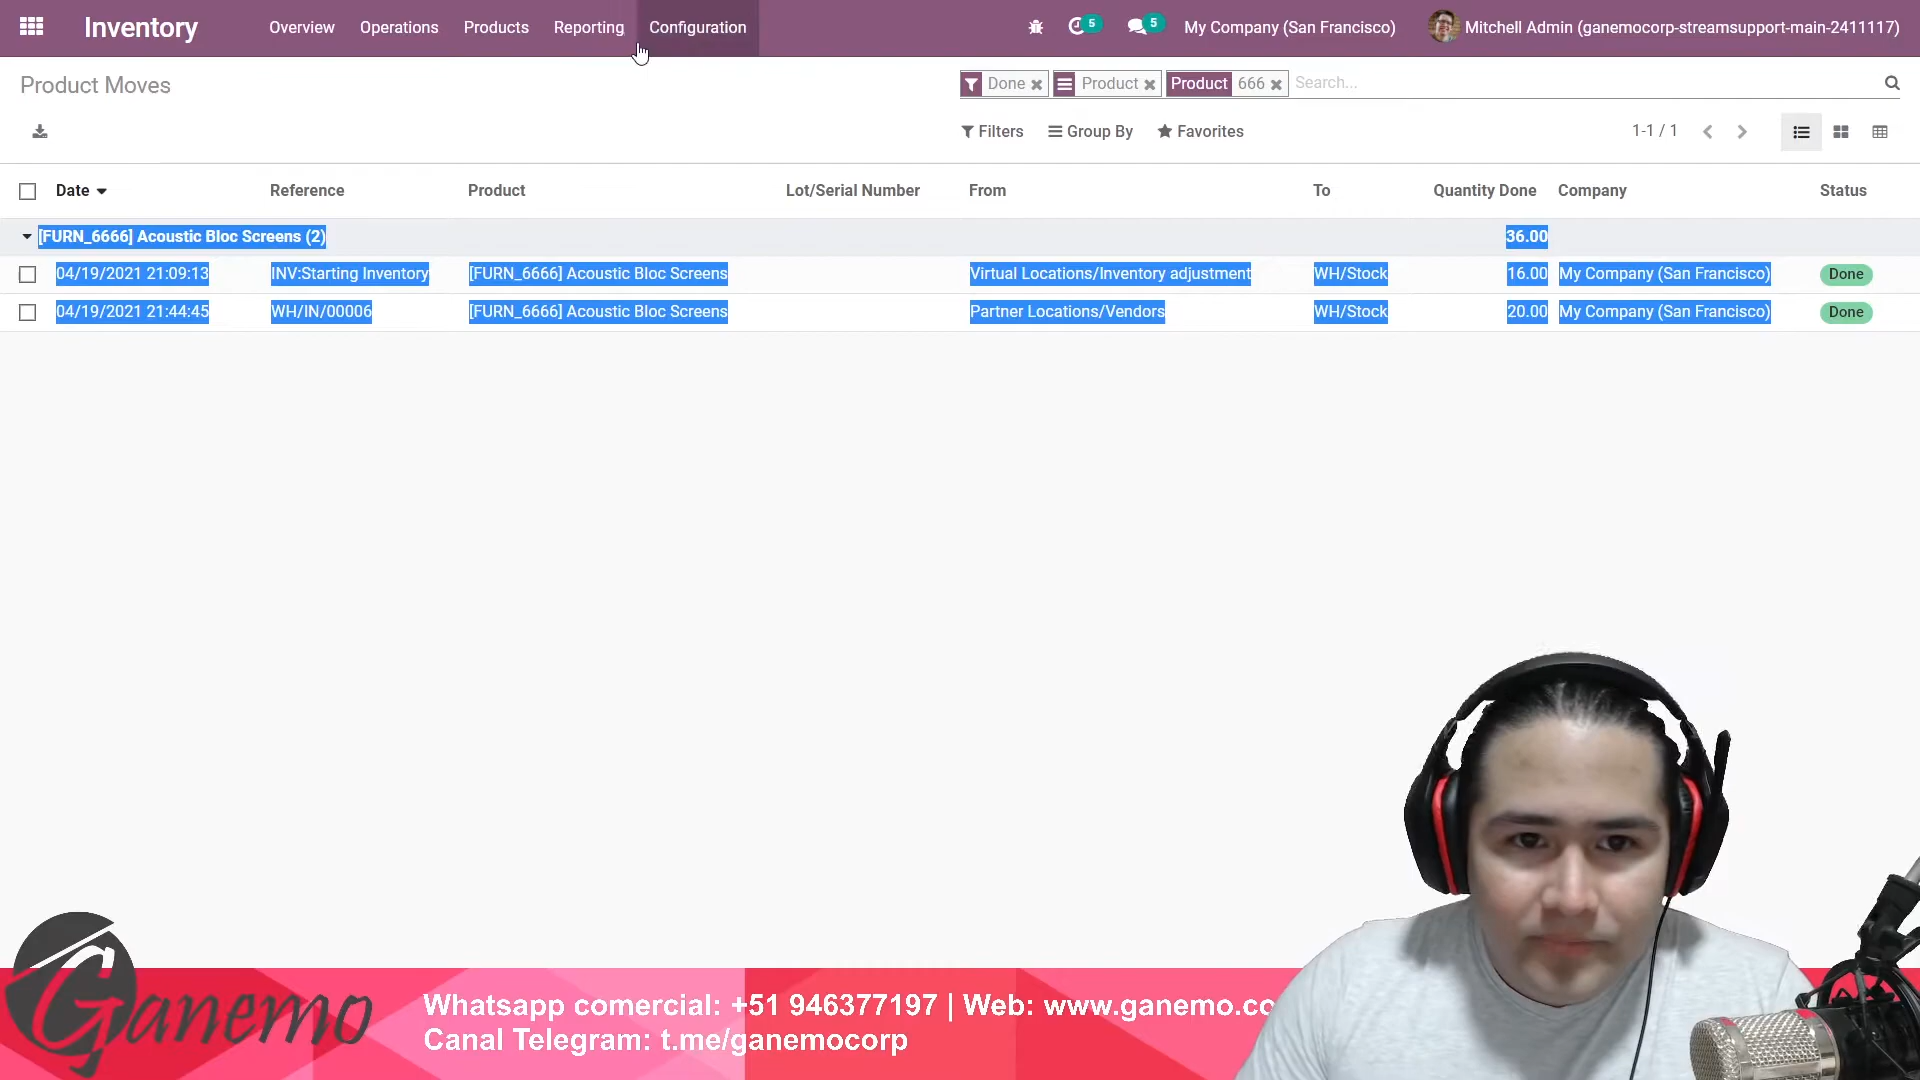 Inventory Overview Operations Products Reporting Configuration 5 5 My Company (San Francisco) Mitchell Admin (ganemocorp-streamsupport-main-2411117)
Product Moves Done Product Product 666 Search...
Filters Group By Favorites 1-1 / 1
Date Reference Product Lot/Serial Number From To Quantity Done Company Status
[FURN_6666] Acoustic Bloc Screens (2) 36.00
04/19/2021 21:09:13 INV:Starting Inventory [FURN_6666] Acoustic Bloc Screens Virtual Locations/Inventory adjustment WH/Stock 16.00 My Company (San Francisco) Done
04/19/2021 21:44:45 WH/IN/00006 [FURN_6666] Acoustic Bloc Screens Partner Locations/Vendors WH/Stock 20.00 My Company (San Francisco) Done
Ganemo
Whatsapp comercial: +51 946377197 | Web: www.ganemo.co
Canal Telegram: t.me/ganemocorp